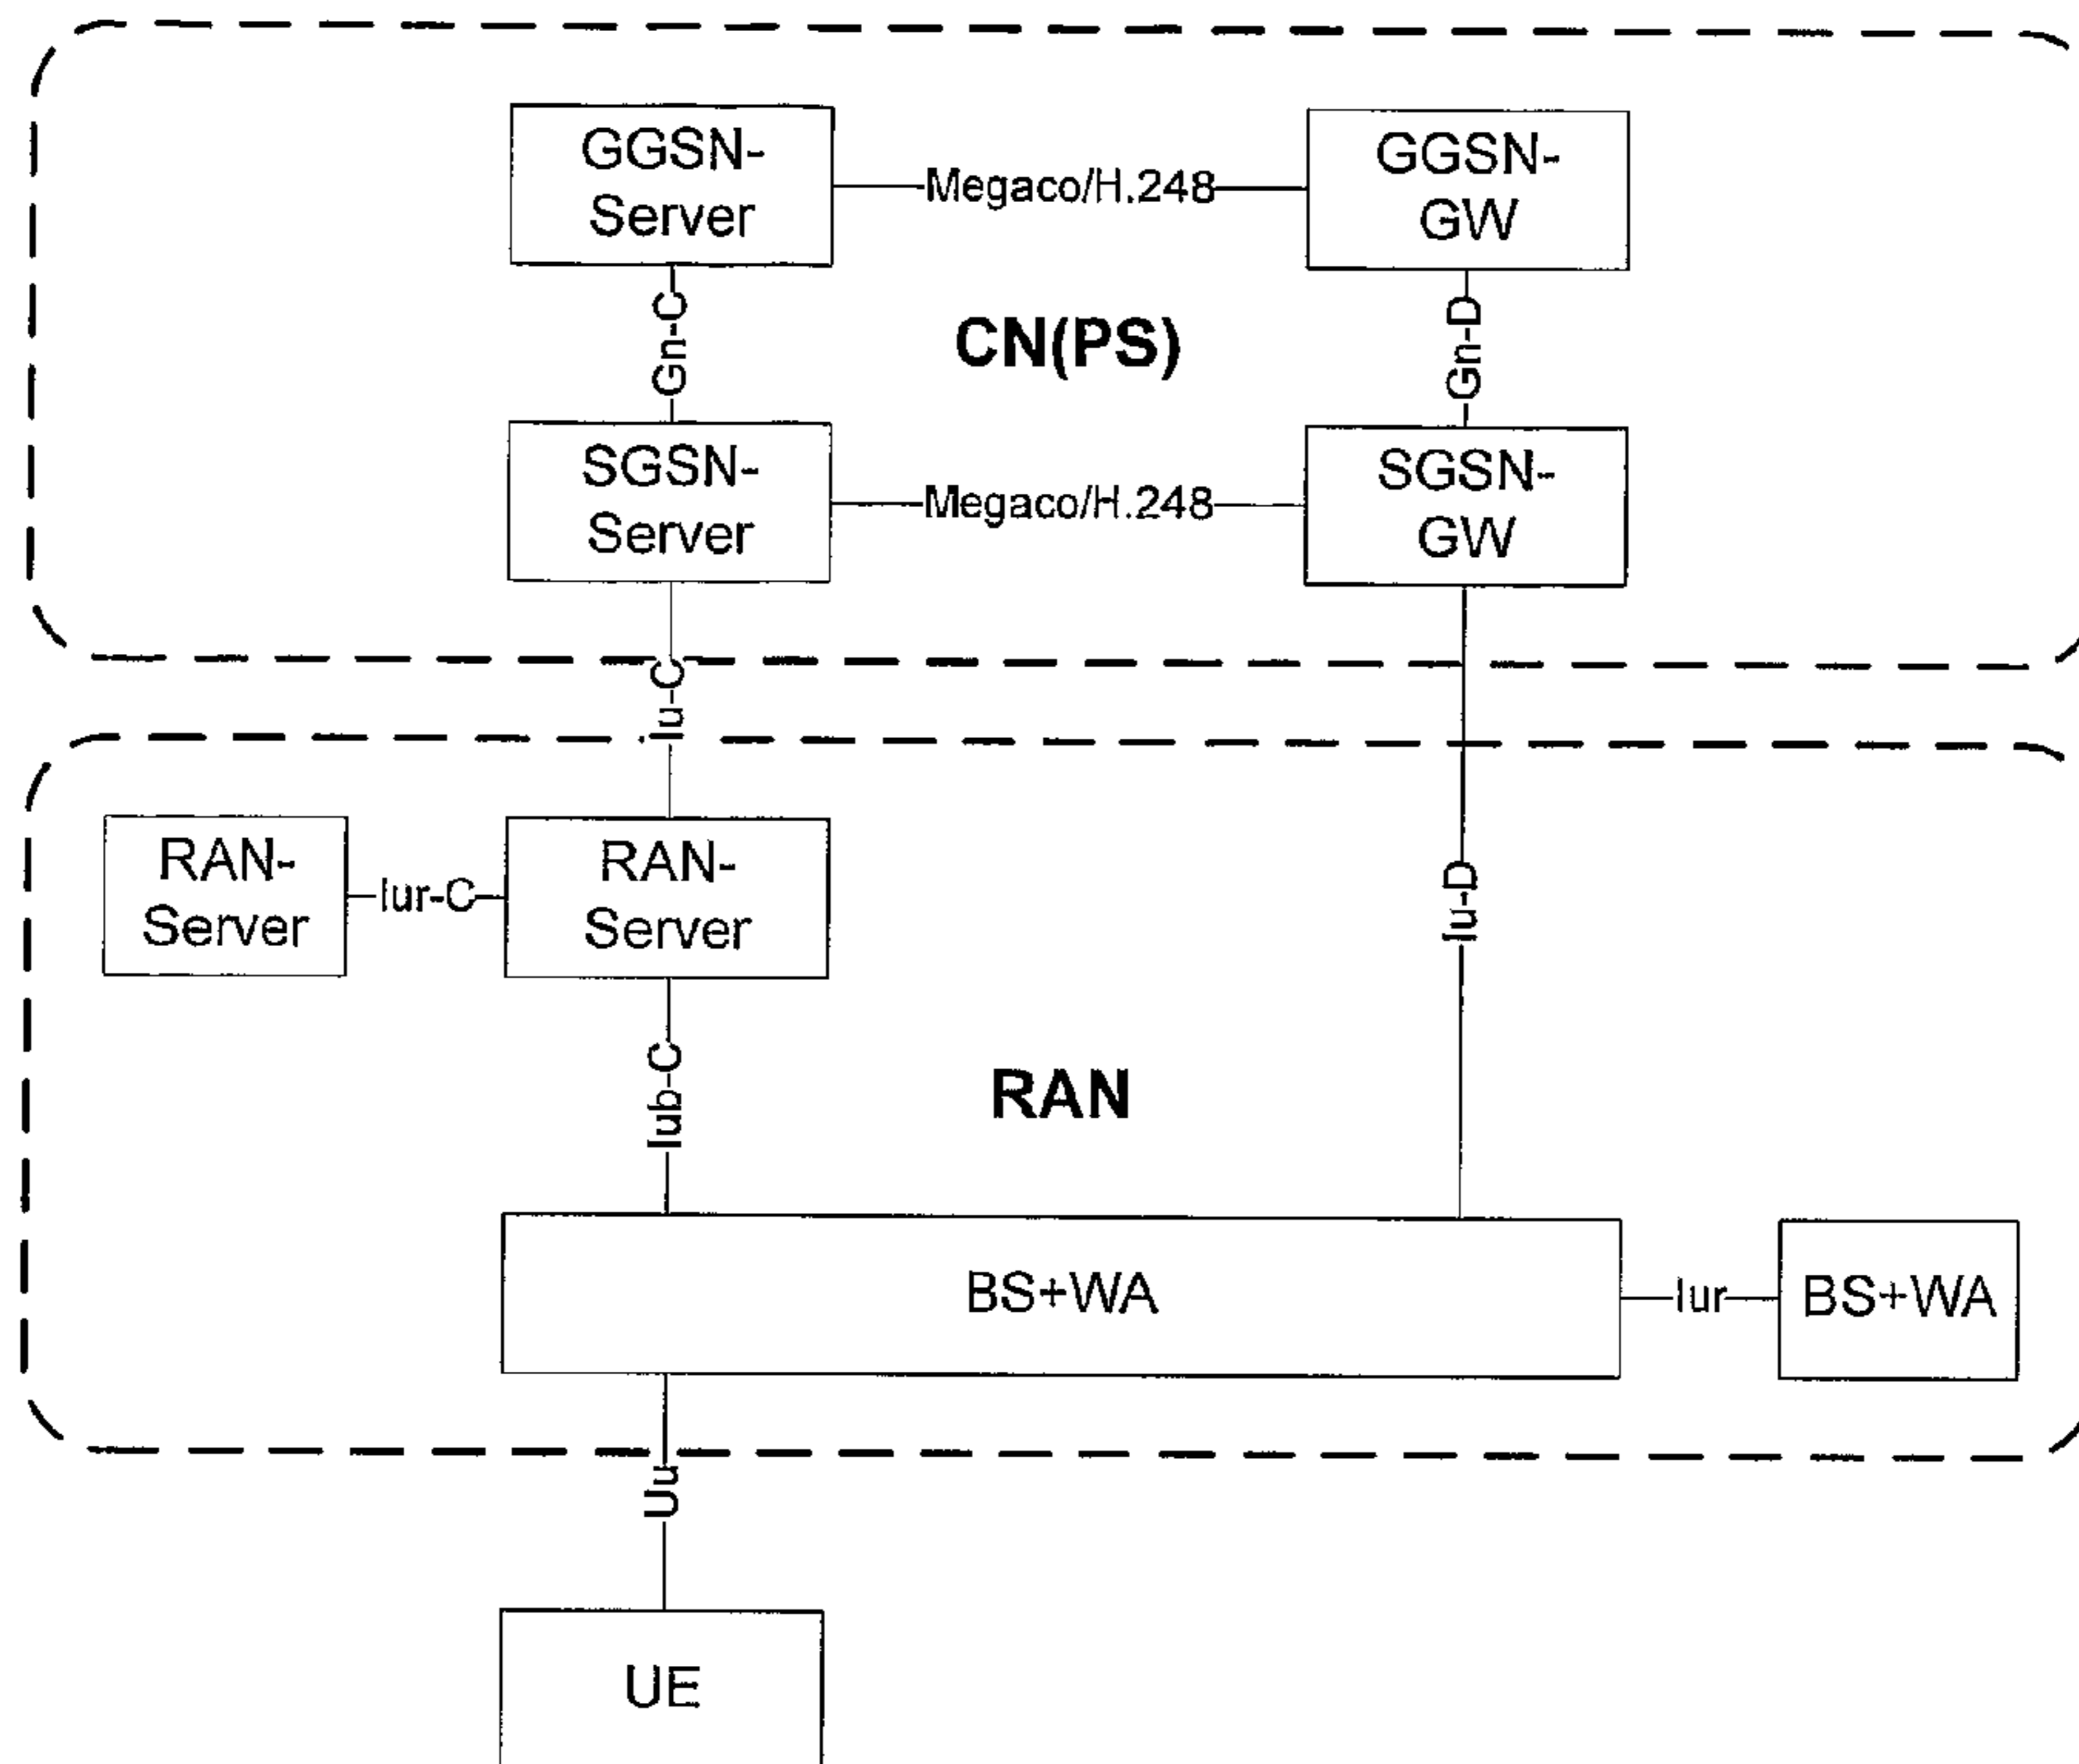 GGSN-
Server
Megaco/H.248
GGSN-
GW
Gn-C
CN(PS)
Gn-D
SGSN-
Server
Megaco/H.248
SGSN-
GW
Iu-C
RAN-
Server
Iur-C
RAN-
Server
Iu-D
Iub-C
RAN
BS+WA
Iur
BS+WA
Uu
UE